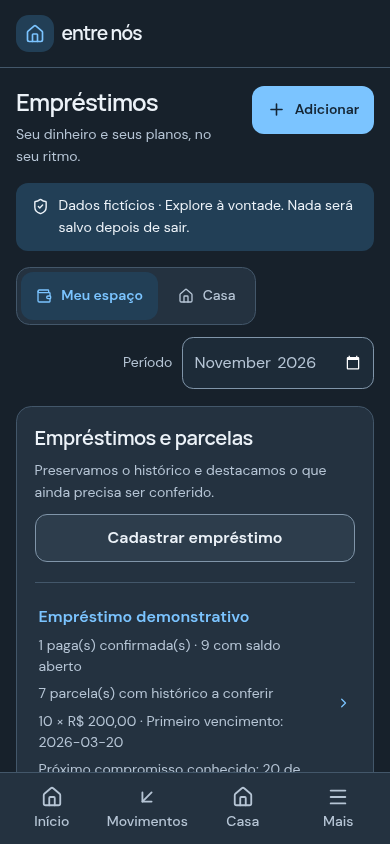 entre nós
Empréstimos
Adicionar
Seu dinheiro e seus planos, no
seu ritmo.
Dados fictícios · Explore à vontade. Nada será
salvo depois de sair.
Meu espaço
Casa
Período
November 2026
Empréstimos e parcelas
Preservamos o histórico e destacamos o que
ainda precisa ser conferido.
Cadastrar empréstimo
Empréstimo demonstrativo
1 paga(s) confirmada(s) · 9 com saldo
aberto
7 parcela(s) com histórico a conferir
10 × R$ 200,00 · Primeiro vencimento:
2026-03-20
Próximo compromisso conhecido: 20 de
Início
Movimentos
Casa
Mais